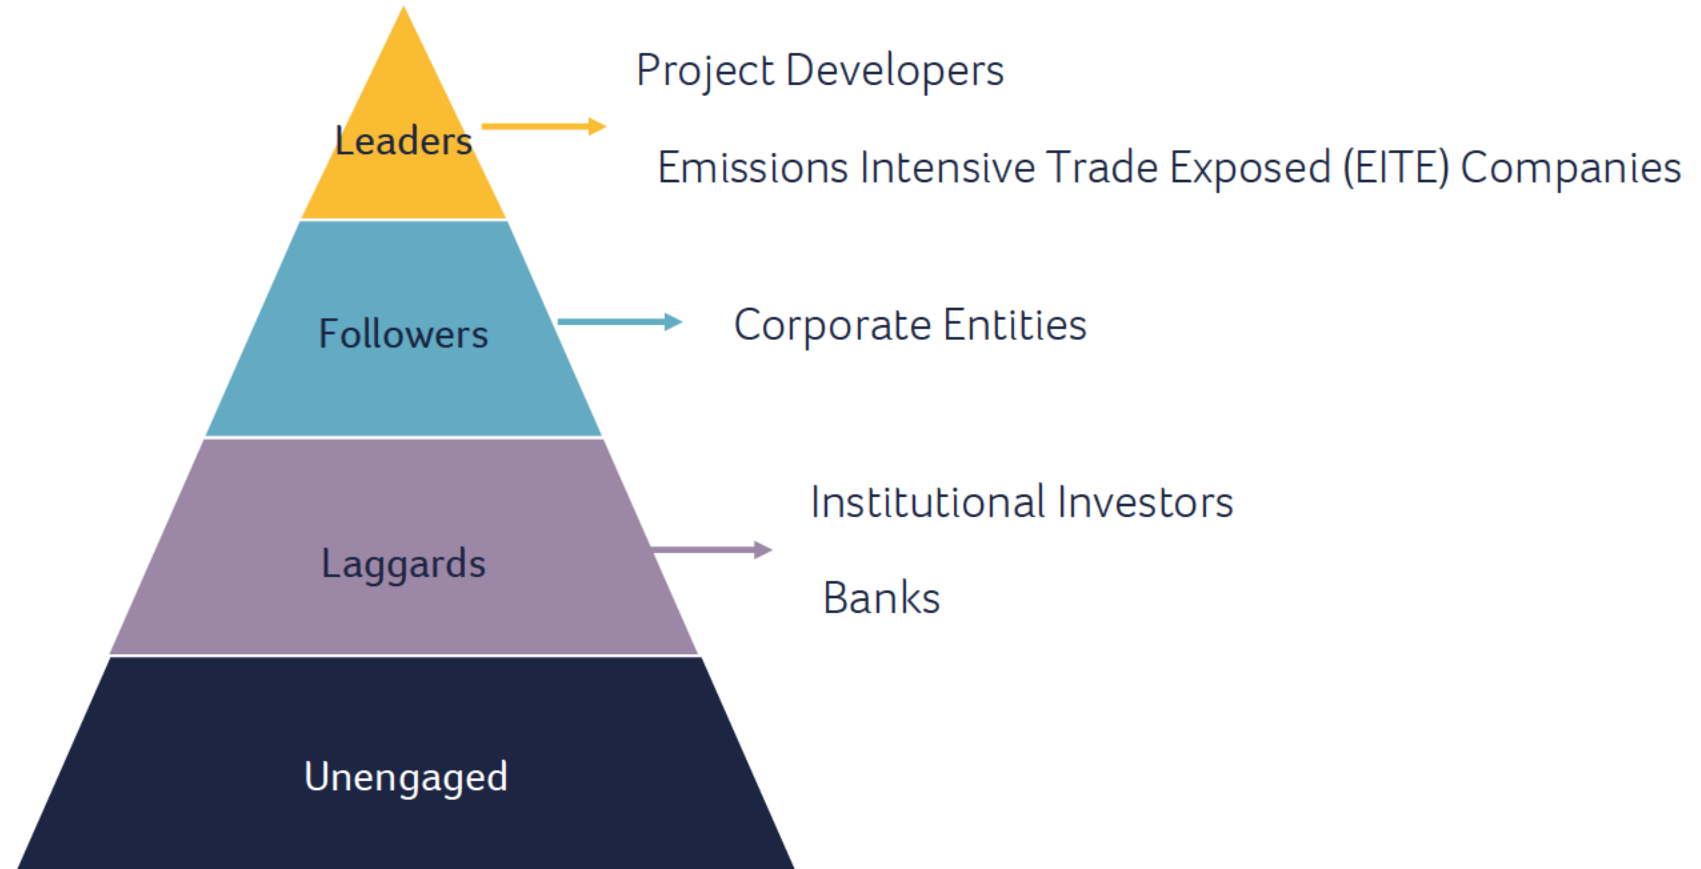 Project Developers
Leaders
Emissions Intensive Trade Exposed (EITE) Companies
Followers
Corporate Entities
Institutional Investors
Laggards
Banks
Unengaged